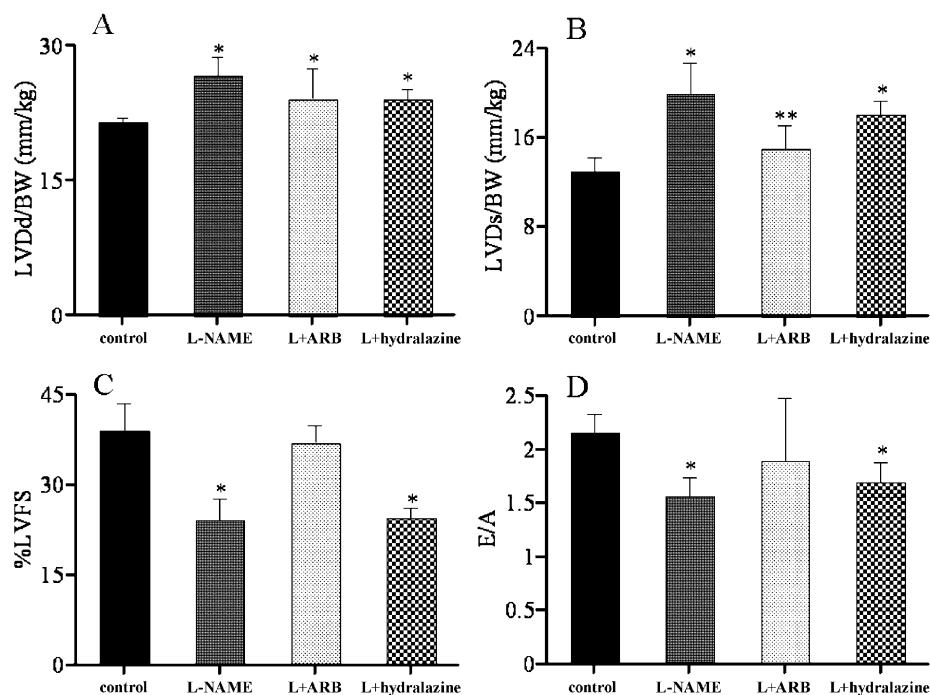 A
30
15
0
LVDd/BW (mm/kg)
* * *
control L-NAME L+ARB L+hydralazine
B
24
16
8
0
LVDs/BW (mm/kg)
* ** *
control L-NAME L+ARB L+hydralazine
C
45
30
15
0
%LVFS
* *
control L-NAME L+ARB L+hydralazine
D
2.5
2
1.5
1
0.5
0
E/A
* *
control L-NAME L+ARB L+hydralazine